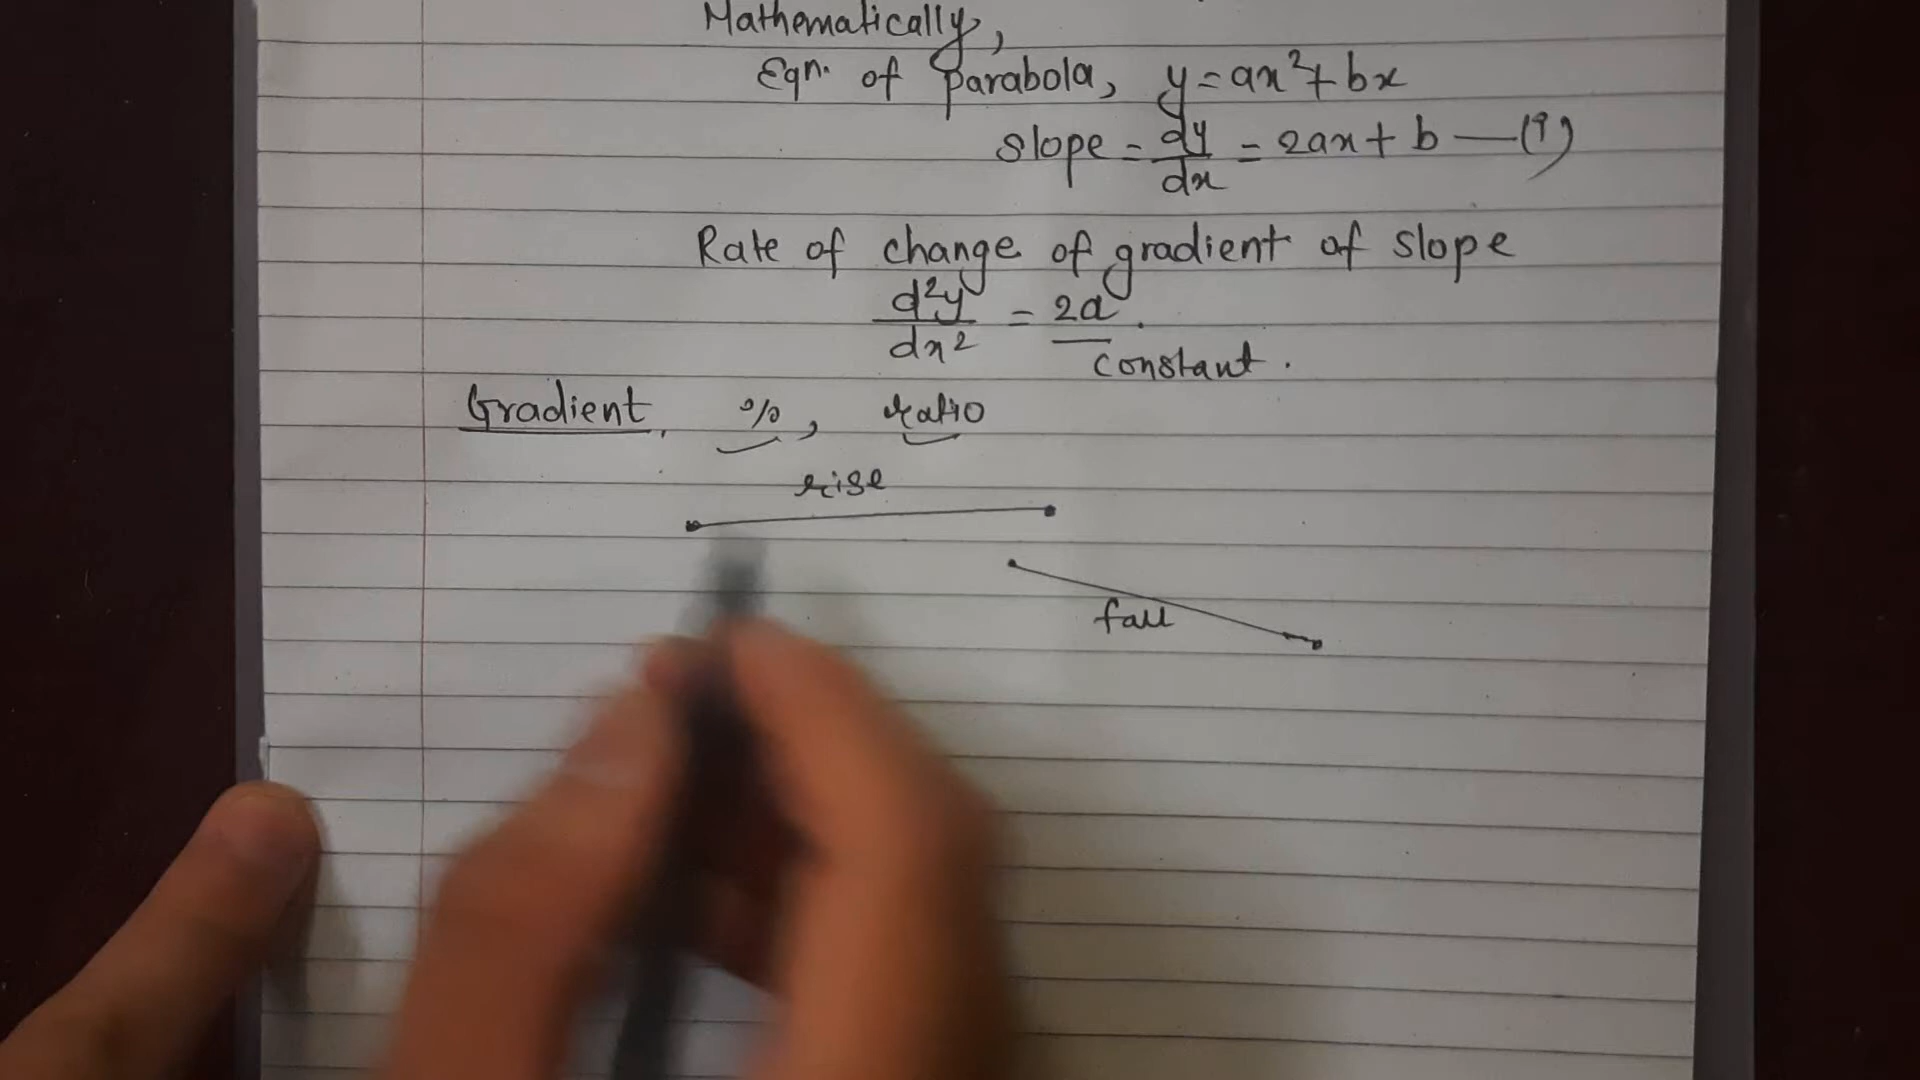 Mathematically,
Eqn. of parabola, y = ax² + bx
slope = dy/dx = 2ax + b — (i)
Rate of change of gradient of slope
d²y/dx² = 2a.
constant.
Gradient, %, ratio
rise
fall